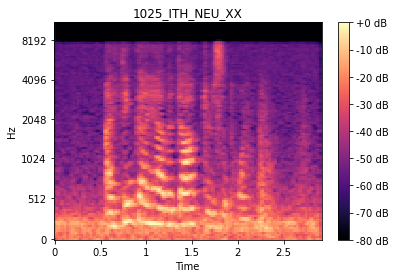 1025_ITH_NEU_XX
+0 dB
8192
-10 dB
4096
-20 dB
-30 dB
2048
-40 dB
Hz
1024
-50 dB
-60 dB
512
-70 dB
0
-80 dB
0 0.5 1 1.5 2 2.5
Time